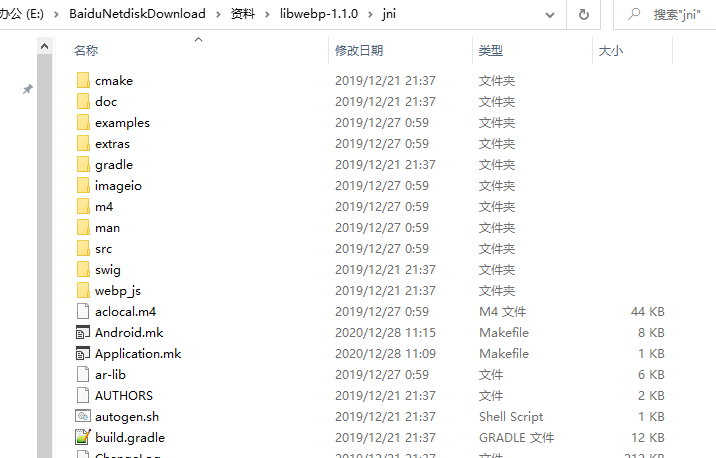 办公 (E:) > BaiduNetdiskDownload > 资料 > libwebp-1.1.0 > jni 搜索"jni"
名称 修改日期 类型 大小
cmake 2019/12/21 21:37 文件夹
doc 2019/12/21 21:37 文件夹
examples 2019/12/27 0:59 文件夹
extras 2019/12/27 0:59 文件夹
gradle 2019/12/21 21:37 文件夹
imageio 2019/12/27 0:59 文件夹
m4 2019/12/27 0:59 文件夹
man 2019/12/27 0:59 文件夹
src 2019/12/27 0:59 文件夹
swig 2019/12/21 21:37 文件夹
webp_js 2019/12/21 21:37 文件夹
aclocal.m4 2019/12/27 0:59 M4 文件 44 KB
Android.mk 2020/12/28 11:15 Makefile 8 KB
Application.mk 2020/12/28 11:09 Makefile 1 KB
ar-lib 2019/12/27 0:59 文件 6 KB
AUTHORS 2019/12/21 21:37 文件 2 KB
autogen.sh 2019/12/21 21:37 Shell Script 1 KB
build.gradle 2019/12/21 21:37 GRADLE 文件 12 KB
ChangeLog 2019/12/21 21:37 文件 212 KB